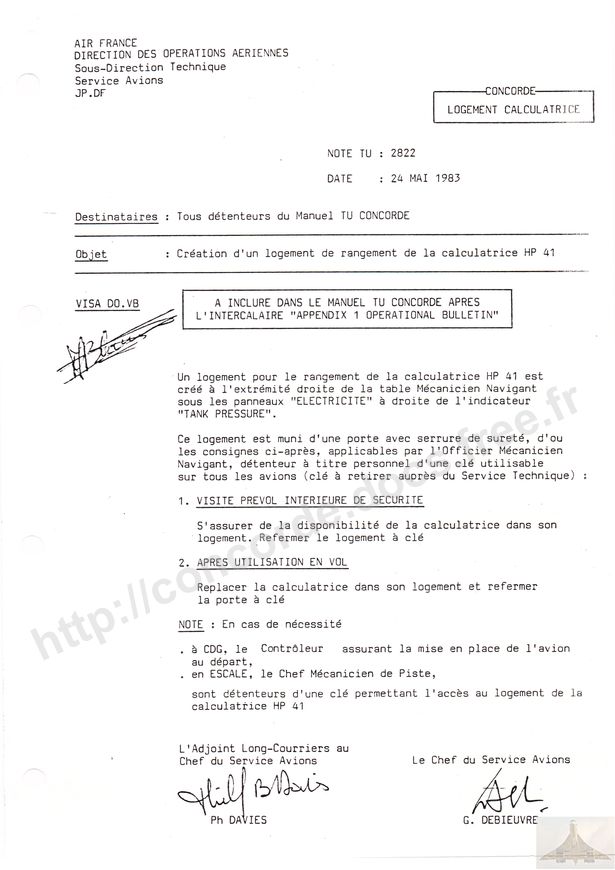 AIR FRANCE
DIRECTION DES OPERATIONS AERIENNES
Sous-Direction Technique
Service Avions
JP.DF
CONCORDE
LOGEMENT CALCULATRICE
NOTE TU : 2822
DATE : 24 MAI 1983
Destinataires : Tous détenteurs du Manuel TU CONCORDE
Objet : Création d'un logement de rangement de la calculatrice HP 41
VISA DO.VB
A INCLURE DANS LE MANUEL TU CONCORDE APRES
L'INTERCALAIRE "APPENDIX 1 OPERATIONAL BULLETIN"
Un logement pour le rangement de la calculatrice HP 41 est
créé à l'extrémité droite de la table Mécanicien Navigant
sous les panneaux "ELECTRICITE" à droite de l'indicateur
"TANK PRESSURE".
Ce logement est muni d'une porte avec serrure de sureté, d'ou
les consignes ci-après, applicables par l'Officier Mécanicien
Navigant, détenteur à titre personnel d'une clé utilisable
sur tous les avions (clé à retirer auprès du Service Technique) :
1. VISITE PREVOL INTERIEURE DE SECURITE
S'assurer de la disponibilité de la calculatrice dans son
logement. Refermer le logement à clé
2. APRES UTILISATION EN VOL
Replacer la calculatrice dans son logement et refermer
la porte à clé
NOTE : En cas de nécessité
. à CDG, le Contrôleur assurant la mise en place de l'avion
au départ,
. en ESCALE, le Chef Mécanicien de Piste,
sont détenteurs d'une clé permettant l'accès au logement de la
calculatrice HP 41
L'Adjoint Long-Courriers au
Chef du Service Avions
Le Chef du Service Avions
Ph DAVIES
G. DEBIEUVRE
http://concorde.docs.free.fr